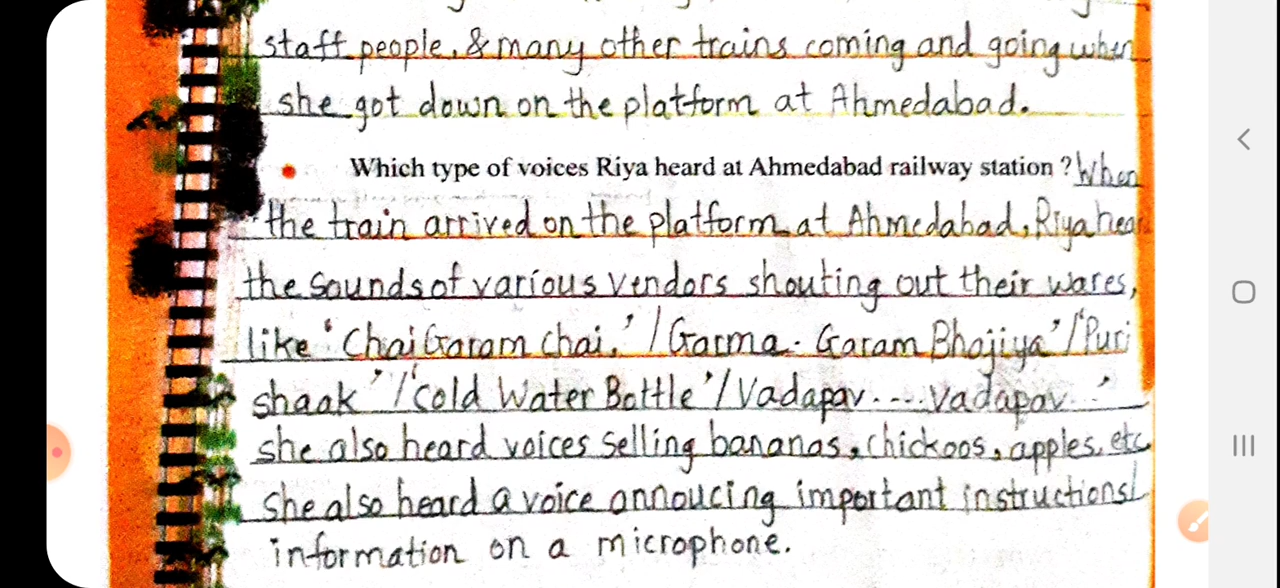 staff people, & many other trains coming and going when
she got down on the platform at Ahmedabad.
Which type of voices Riya heard at Ahmedabad railway station ? When
the train arrived on the platform at Ahmedabad, Riya hear
the sounds of various vendors shouting out their wares,
like 'Chai Garam chai.' / Garma. Garam Bhajiya' / 'Puri
shaak' / 'Cold Water Bottle' / Vadapav....Vadapav..'
she also heard voices selling bananas, chickoos, apples, etc
she also heard a voice annoucing important instructions/
information on a microphone.